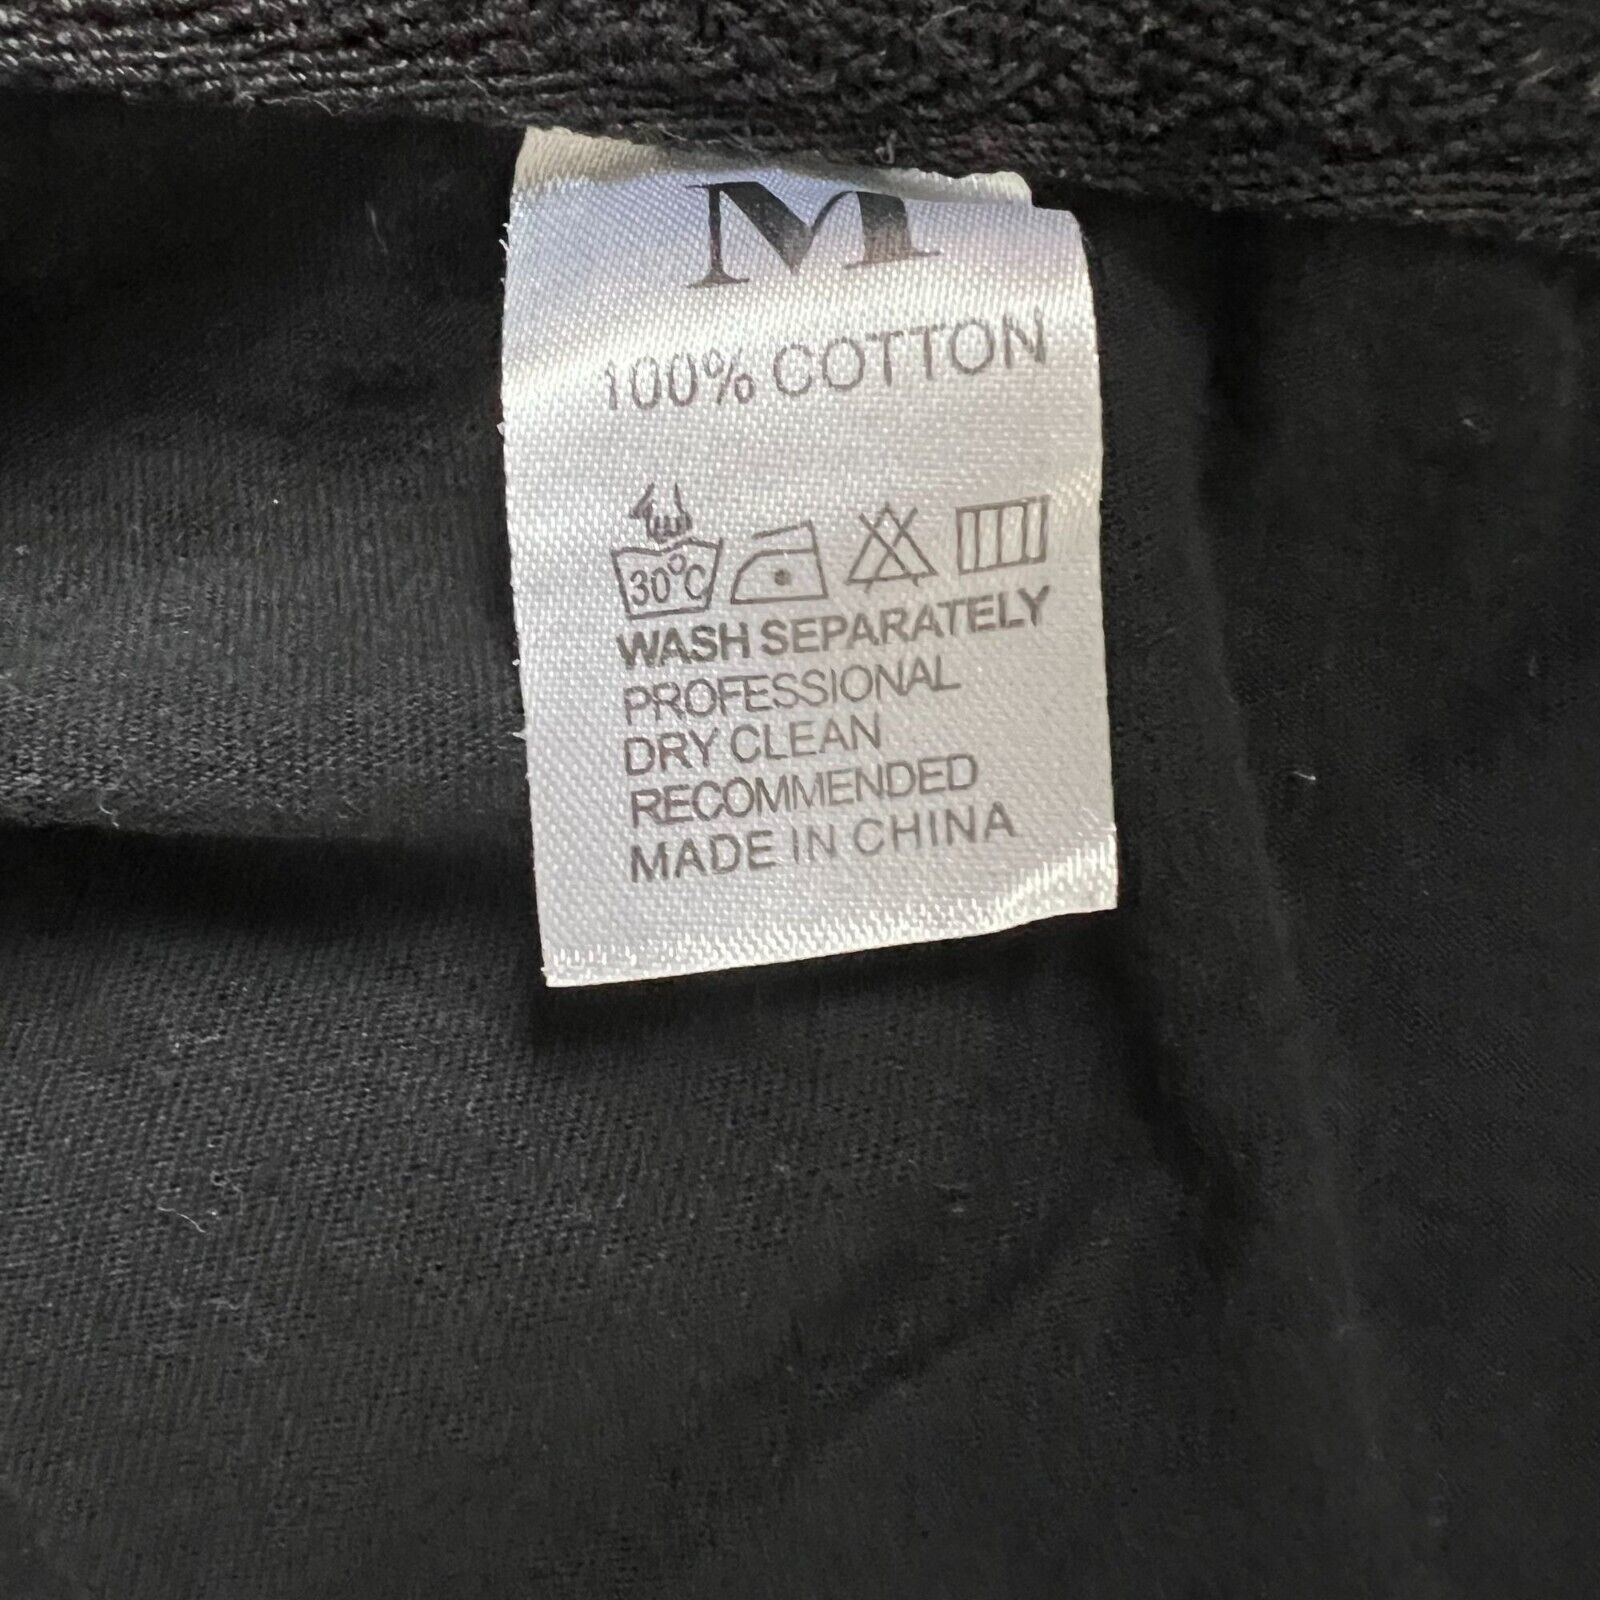 M
100% COTTON
30°C
WASH SEPARATELY
PROFESSIONAL
DRY CLEAN
RECOMMENDED
MADE IN CHINA